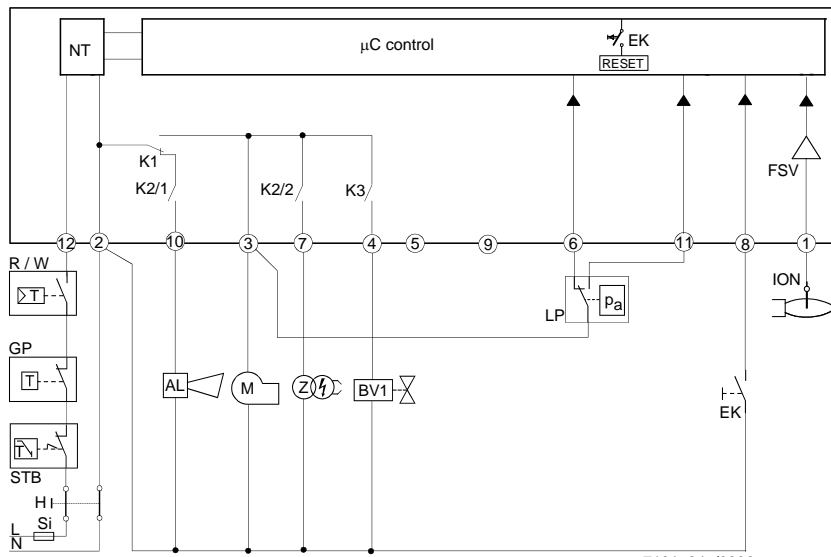 NT
µC control
EK
RESET
K1
K2/1
K2/2
K3
FSV
12
2
10
3
7
4
5
9
6
11
8
1
R / W
T
LP
pa
ION
GP
T
AL
M
Z
BV1
EK
T
STB
H
Si
L
N